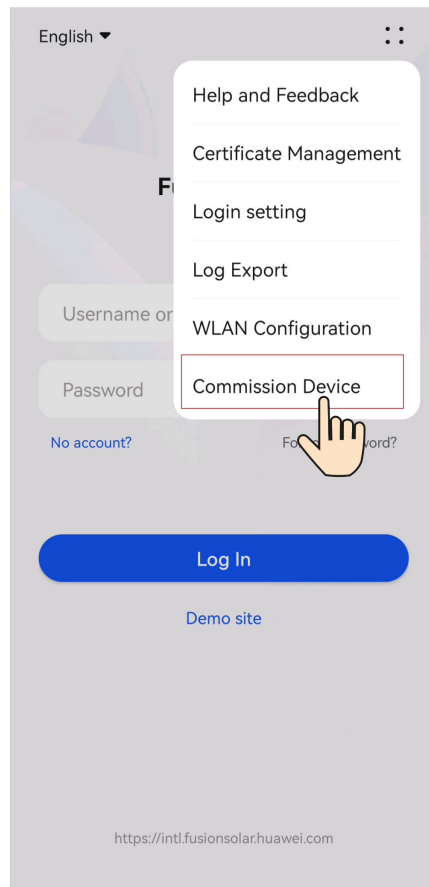 English
Help and Feedback
Certificate Management
Login setting
Log Export
Username or
WLAN Configuration
Password
Commission Device
No account?
Log In
Demo site
https://intl.fusionsolar.huawei.com